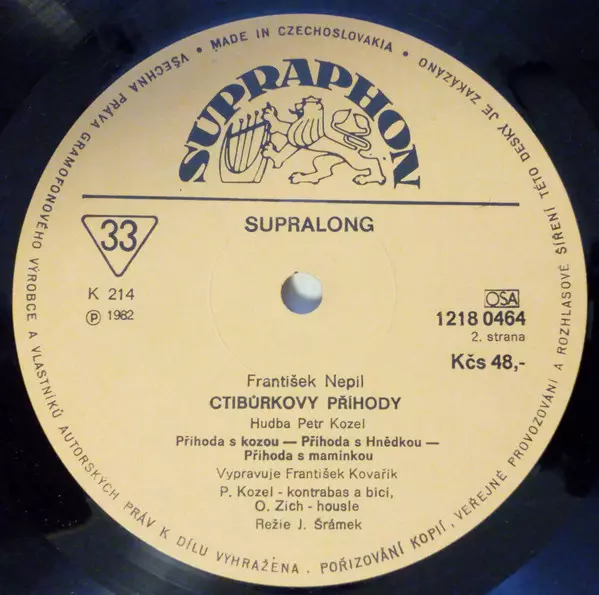 VŠECHNA PRÁVA GRAMOFONOVÉHO VÝROBCE A VLASTNÍKŮ AUTORSKÝCH PRÁV K DÍLU VYHRAŽENA. POŘIZOVÁNÍ KOPIÍ, VEŘEJNÉ PROVOZOVÁNÍ A ROZHLASOVÉ ŠÍŘENÍ TÉTO DESKY JE ZAKÁZÁNO • MADE IN CZECHOSLOVAKIA •
SUPRAPHON
33
SUPRALONG
K 214
Ⓟ 1982
OSA
1218 0464
2. strana
Kčs 48,-
František Nepil
CTIBŮRKOVY PŘÍHODY
Hudba Petr Kozel
Příhoda s kozou — Příhoda s Hnědkou —
Příhoda s maminkou
Vypravuje František Kovářík
P. Kozel - kontrabas a bicí,
O. Zich - housle
Režie J. Šrámek